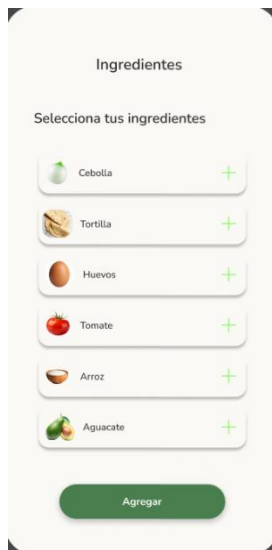 Ingredientes
Selecciona tus ingredientes
Cebolla
Tortilla
Huevos
Tomate
Arroz
Aguacate
Agregar